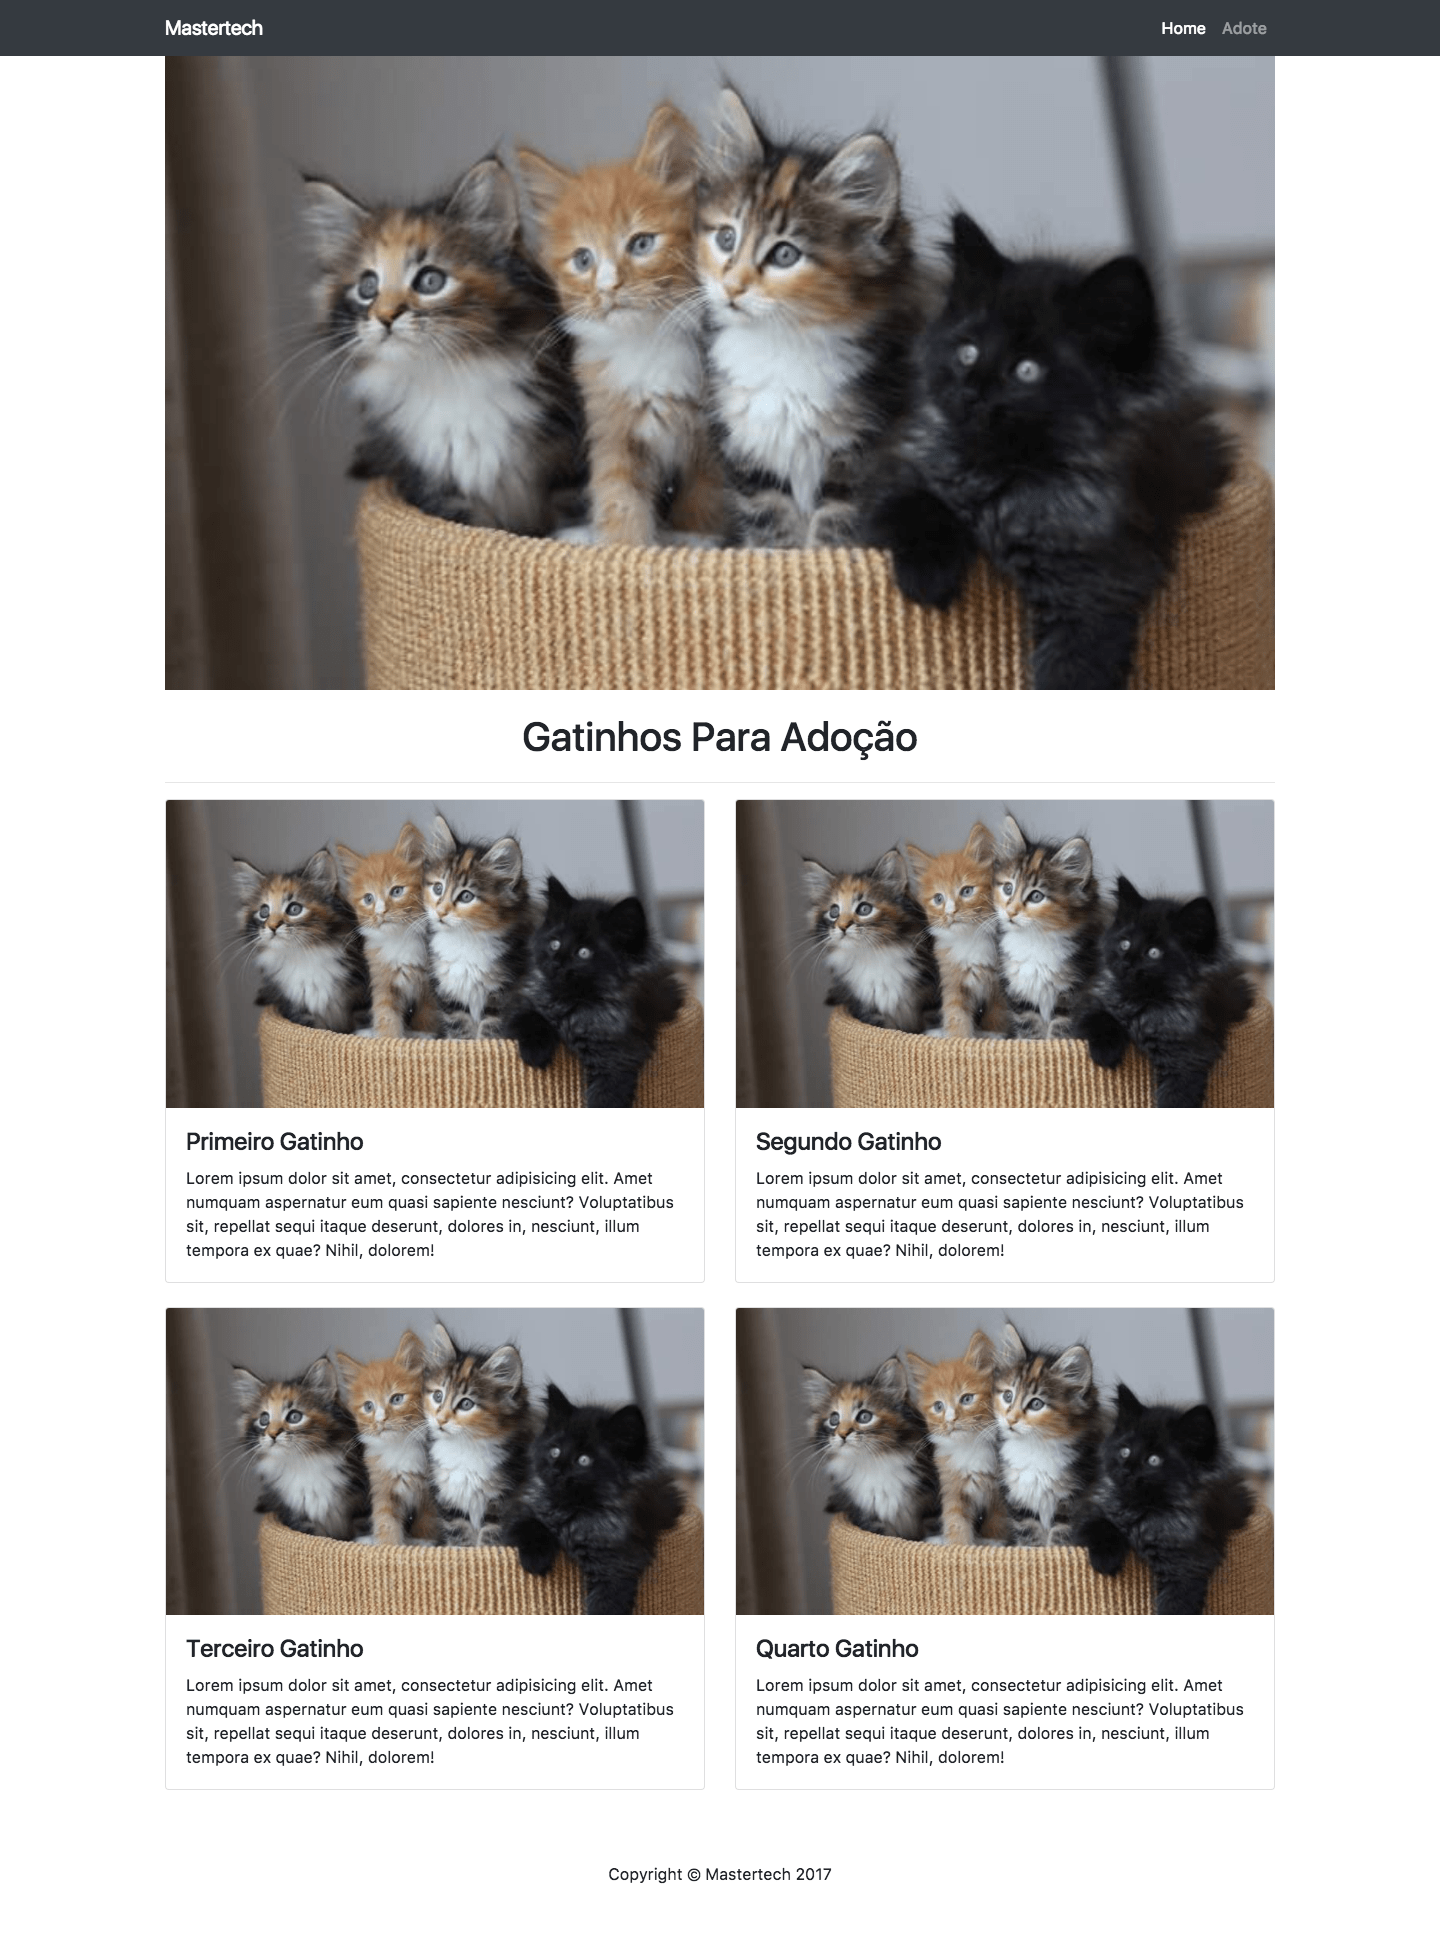 Mastertech
Home Adote
Gatinhos Para Adoção
Primeiro Gatinho
Lorem ipsum dolor sit amet, consectetur adipisicing elit. Amet
numquam aspernatur eum quasi sapiente nesciunt? Voluptatibus
sit, repellat sequi itaque deserunt, dolores in, nesciunt, illum
tempora ex quae? Nihil, dolorem!
Segundo Gatinho
Lorem ipsum dolor sit amet, consectetur adipisicing elit. Amet
numquam aspernatur eum quasi sapiente nesciunt? Voluptatibus
sit, repellat sequi itaque deserunt, dolores in, nesciunt, illum
tempora ex quae? Nihil, dolorem!
Terceiro Gatinho
Lorem ipsum dolor sit amet, consectetur adipisicing elit. Amet
numquam aspernatur eum quasi sapiente nesciunt? Voluptatibus
sit, repellat sequi itaque deserunt, dolores in, nesciunt, illum
tempora ex quae? Nihil, dolorem!
Quarto Gatinho
Lorem ipsum dolor sit amet, consectetur adipisicing elit. Amet
numquam aspernatur eum quasi sapiente nesciunt? Voluptatibus
sit, repellat sequi itaque deserunt, dolores in, nesciunt, illum
tempora ex quae? Nihil, dolorem!
Copyright © Mastertech 2017